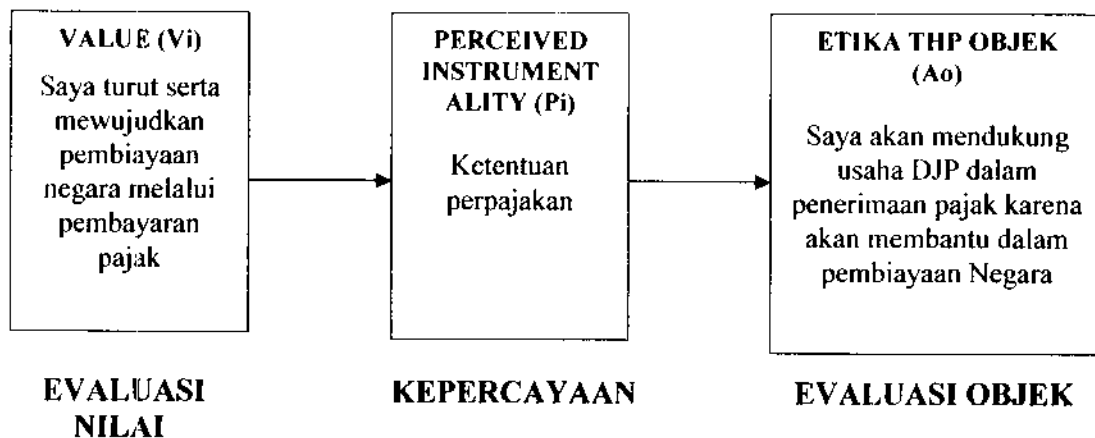 VALUE (Vi)
Saya turut serta
mewujudkan
pembiayaan
negara melalui
pembayaran
pajak
EVALUASI
NILAI
PERCEIVED
INSTRUMENT
ALITY (Pi)
Ketentuan
perpajakan
KEPERCAYAAN
ETIKA THP OBJEK
(Ao)
Saya akan mendukung
usaha DJP dalam
penerimaan pajak karena
akan membantu dalam
pembiayaan Negara
EVALUASI OBJEK